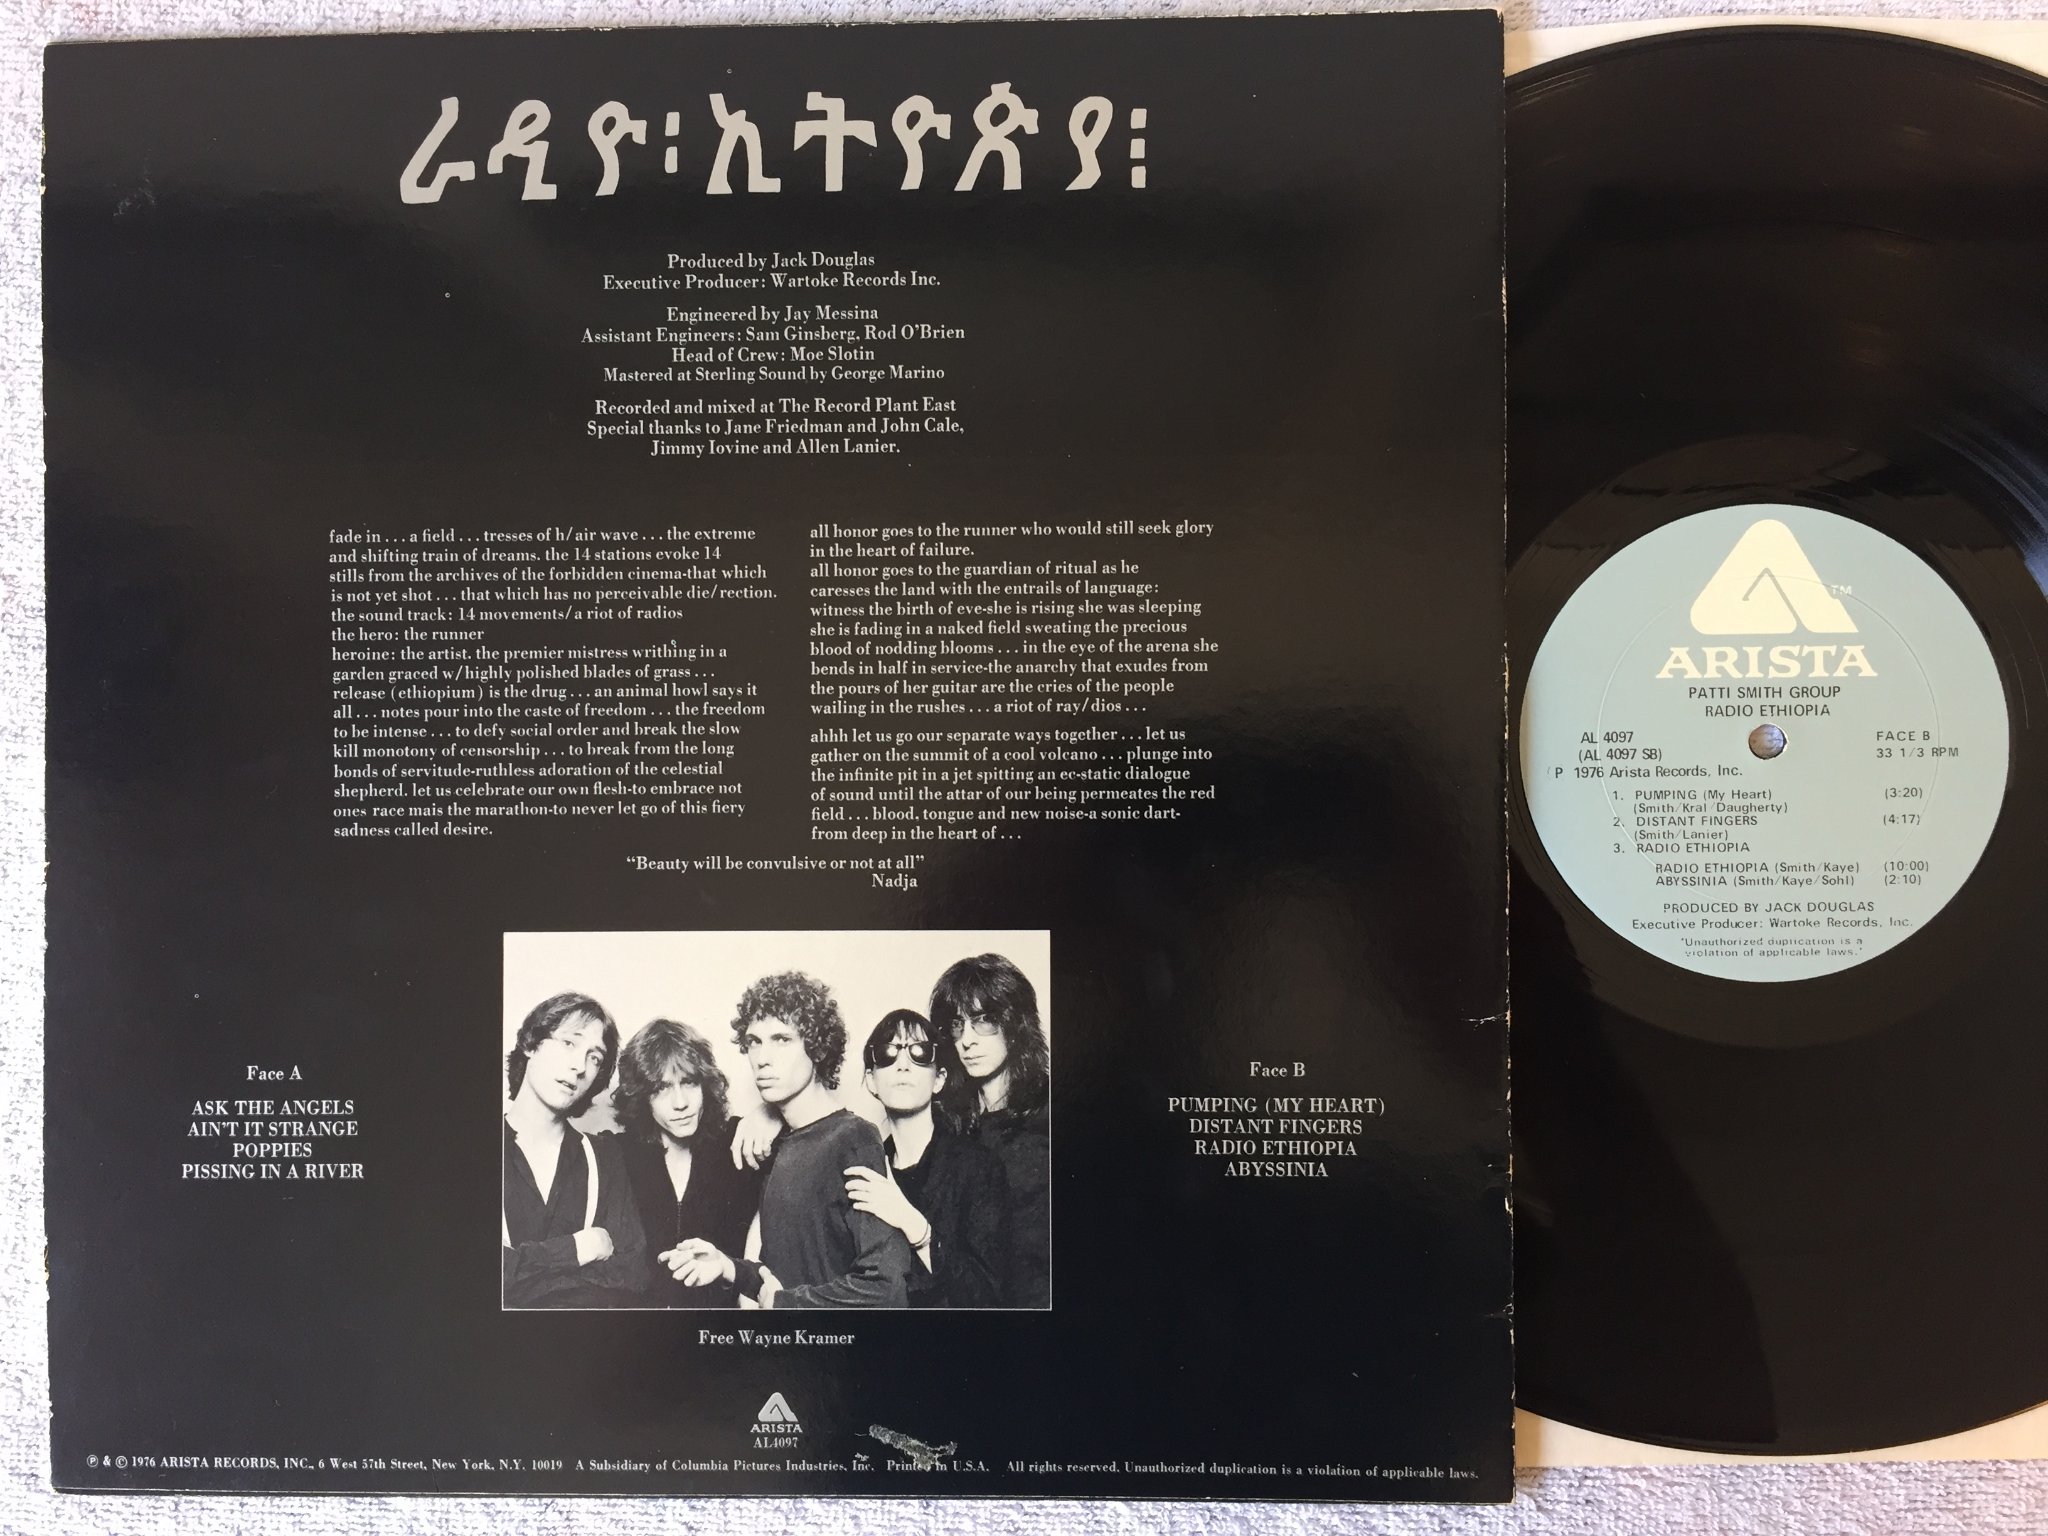 ራዲዮ፡ኢትዮጵያ፡
Produced by Jack Douglas
Executive Producer: Wartoke Records Inc.
Engineered by Jay Messina
Assistant Engineers: Sam Ginsberg, Rod O'Brien
Head of Crew: Moe Slotin
Mastered at Sterling Sound by George Marino
Recorded and mixed at The Record Plant East
Special thanks to Jane Friedman and John Cale,
Jimmy Iovine and Allen Lanier.
fade in . . . a field . . . tresses of h/air wave . . . the extreme
and shifting train of dreams. the 14 stations evoke 14
stills from the archives of the forbidden cinema-that which
is not yet shot . . . that which has no perceivable die/rection.
the sound track: 14 movements/a riot of radios
the hero: the runner
heroine: the artist. the premier mistress writhing in a
garden graced w/highly polished blades of grass . . .
release (ethiopium) is the drug . . . an animal howl says it
all . . . notes pour into the caste of freedom . . . the freedom
to be intense . . . to defy social order and break the slow
kill monotony of censorship . . . to break from the long
bonds of servitude-ruthless adoration of the celestial
shepherd. let us celebrate our own flesh-to embrace not
ones race mais the marathon-to never let go of this fiery
sadness called desire.
all honor goes to the runner who would still seek glory
in the heart of failure.
all honor goes to the guardian of ritual as he
caresses the land with the entrails of language:
witness the birth of eve-she is rising she was sleeping
she is fading in a naked field sweating the precious
blood of nodding blooms . . . in the eye of the arena she
bends in half in service-the anarchy that exudes from
the pours of her guitar are the cries of the people
wailing in the rushes . . . a riot of ray/dios . . .
ahhh let us go our separate ways together . . . let us
gather on the summit of a cool volcano . . . plunge into
the infinite pit in a jet spitting an ec-static dialogue
of sound until the attar of our being permeates the red
field . . . blood, tongue and new noise-a sonic dart-
from deep in the heart of . . .
"Beauty will be convulsive or not at all"
Nadja
Face A
ASK THE ANGELS
AIN'T IT STRANGE
POPPIES
PISSING IN A RIVER
Face B
PUMPING (MY HEART)
DISTANT FINGERS
RADIO ETHIOPIA
ABYSSINIA
Free Wayne Kramer
ARISTA
AL4097
℗ & © 1976 ARISTA RECORDS, INC., 6 West 57th Street, New York, N.Y. 10019 A Subsidiary of Columbia Pictures Industries, Inc. Printed in U.S.A. All rights reserved. Unauthorized duplication is a violation of applicable laws.
TM
ARISTA
PATTI SMITH GROUP
RADIO ETHIOPIA
AL 4097 FACE B
(AL 4097 SB) 33 1/3 RPM
(P 1976 Arista Records, Inc.
1. PUMPING (My Heart) (3:20)
(Smith/Kral/Daugherty)
2. DISTANT FINGERS (4:17)
(Smith/Lanier)
3. RADIO ETHIOPIA
RADIO ETHIOPIA (Smith/Kaye) (10:00)
ABYSSINIA (Smith/Kaye/Sohl) (2:10)
PRODUCED BY JACK DOUGLAS
Executive Producer: Wartoke Records, Inc.
"Unauthorized duplication is a
violation of applicable laws."